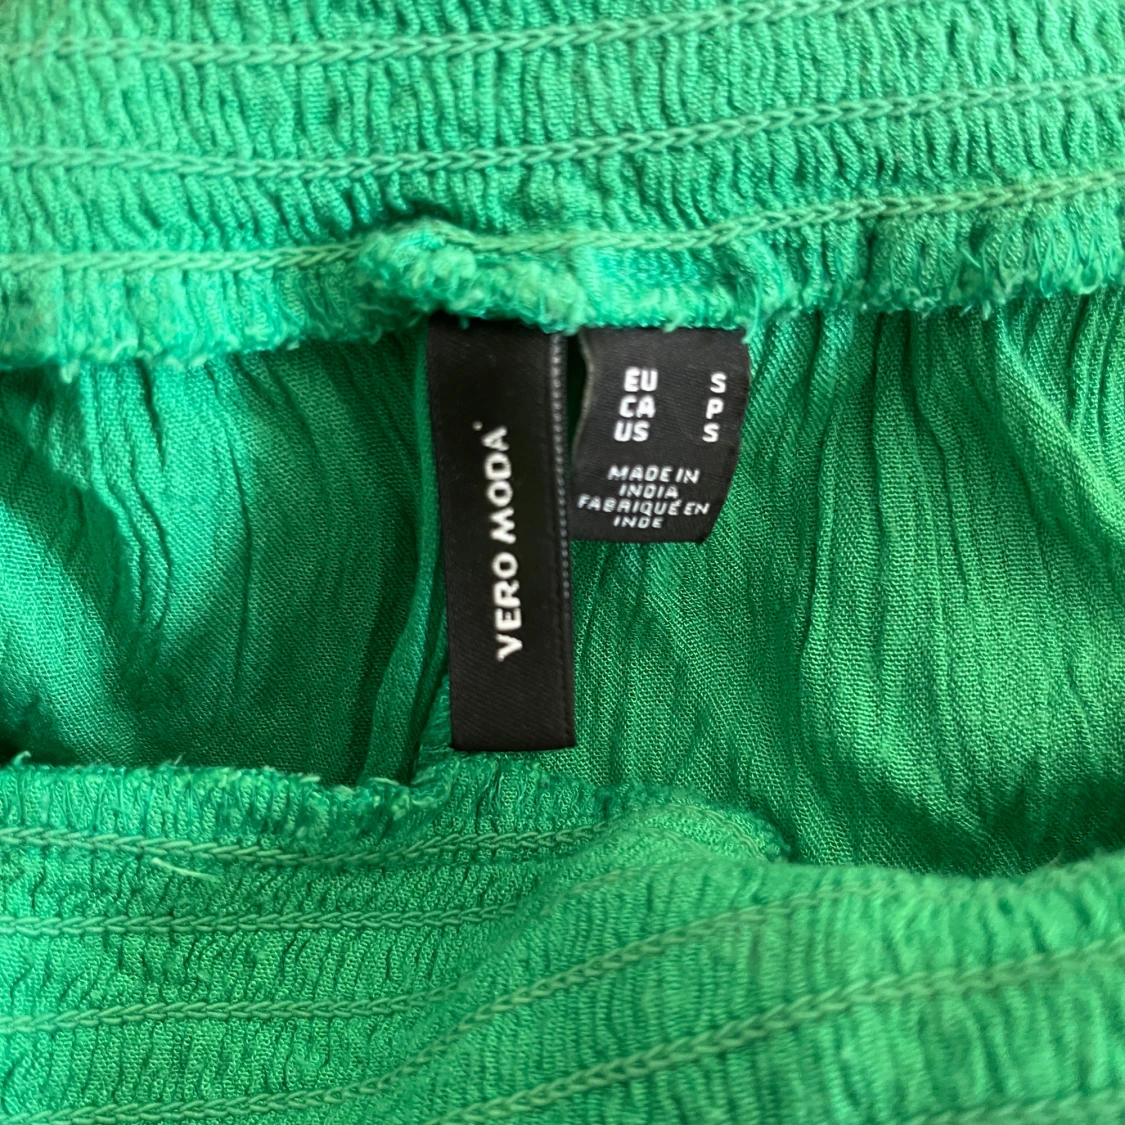 VERO MODA
EU S
CA P
US S
MADE IN
INDIA
FABRIQUÉ EN
INDE